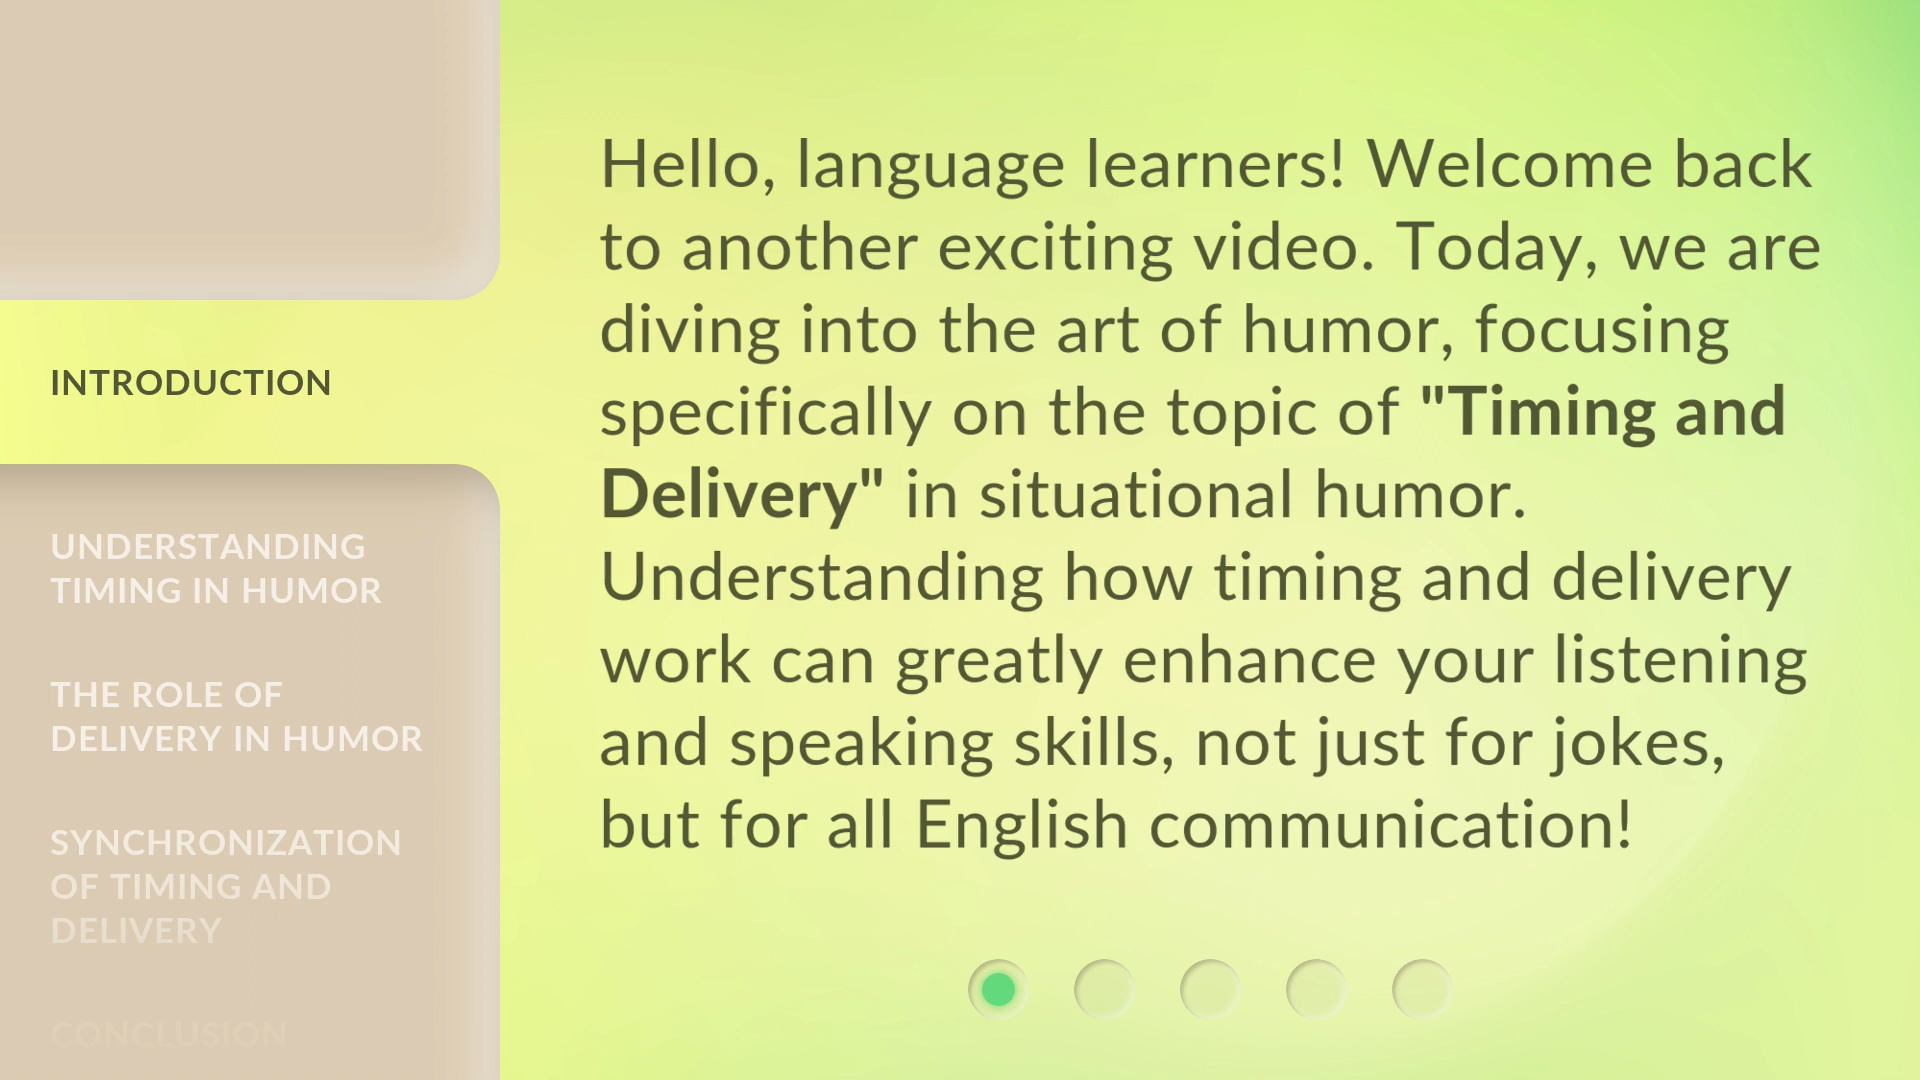 INTRODUCTION
UNDERSTANDING
TIMING IN HUMOR
THE ROLE OF
DELIVERY IN HUMOR
SYNCHRONIZATION
OF TIMING AND
DELIVERY
CONCLUSION
Hello, language learners! Welcome back
to another exciting video. Today, we are
diving into the art of humor, focusing
specifically on the topic of "Timing and
Delivery" in situational humor.
Understanding how timing and delivery
work can greatly enhance your listening
and speaking skills, not just for jokes,
but for all English communication!